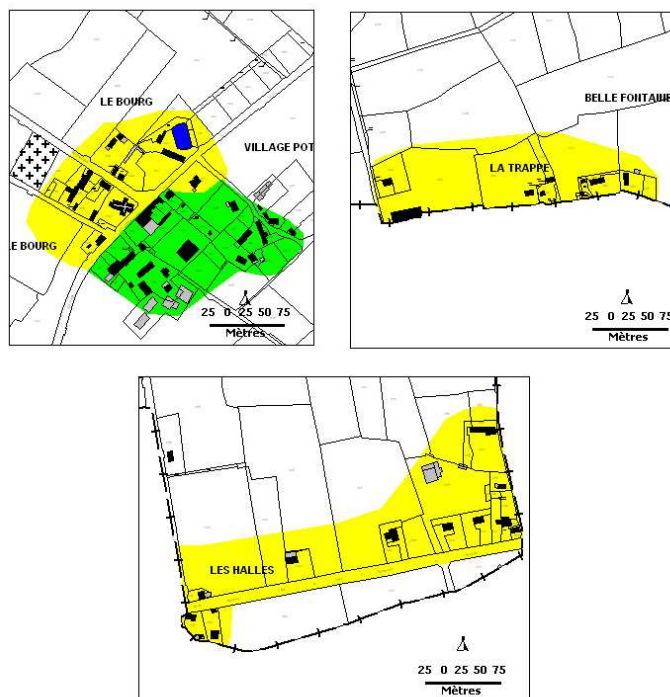 LE BOURG
VILLAGE POT
LE BOURG
25 0 25 50 75
Mètres
BELLE FONTAINE
LA TRAPPE
25 0 25 50 75
Mètres
LES HALLES
25 0 25 50 75
Mètres